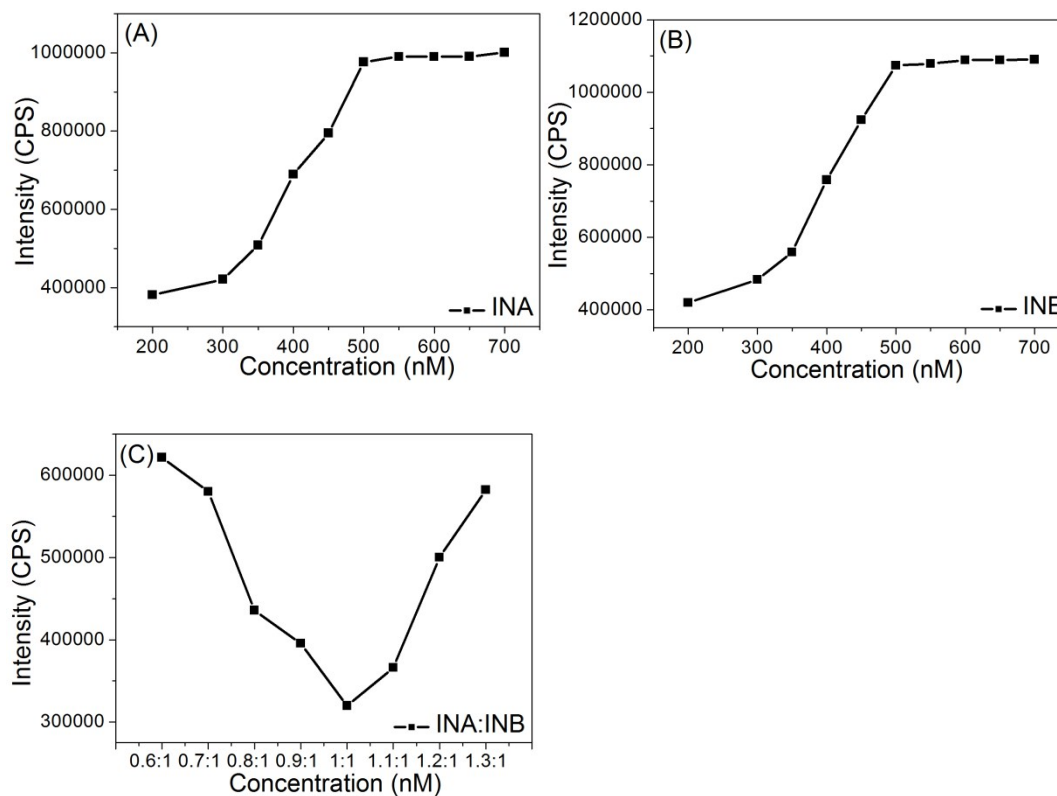 (A)
1000000
800000
600000
400000
Intensity (CPS)
INA
200 300 400 500 600 700
Concentration (nM)
(B)
1200000
1000000
800000
600000
400000
Intensity (CPS)
INB
200 300 400 500 600 700
Concentration (nM)
(C)
600000
500000
400000
300000
Intensity (CPS)
INA:INB
0.6:1 0.7:1 0.8:1 0.9:1 1:1 1.1:1 1.2:1 1.3:1
Concentration (nM)